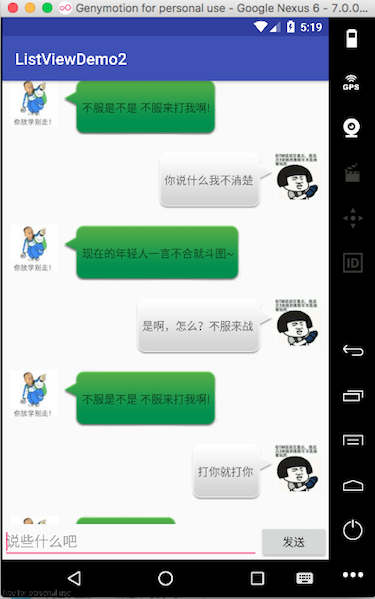 Genymotion for personal use - Google Nexus 6 - 7.0.0...
5:19
ListViewDemo2
不服是不是 不服来打我啊!
你放学别走!
GPS
你说什么我不清楚
现在的年轻人一言不合就斗图~
你放学别走!
ID
是啊，怎么？不服来战
不服是不是 不服来打我啊!
你放学别走!
打你就打你
说些什么吧
发送
free for personal use